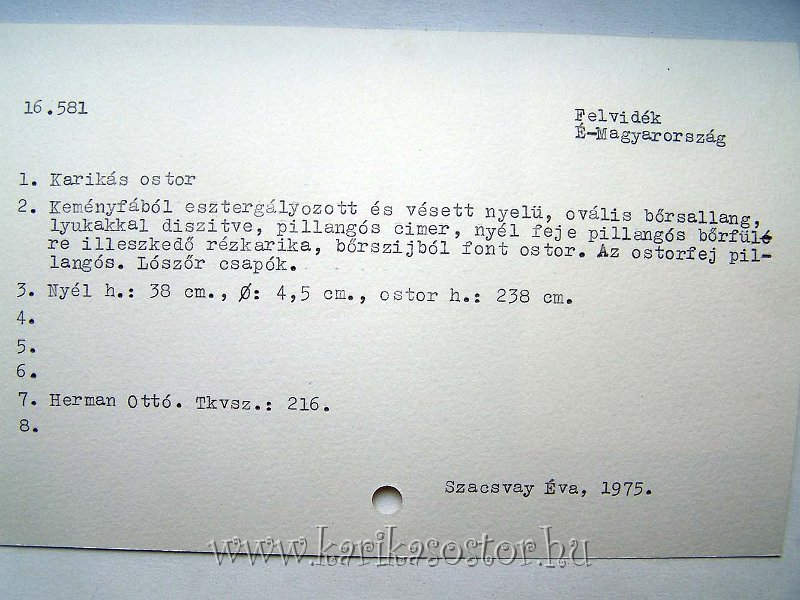 16.581
Felvidék
É-Magyarország
1. Karikás ostor
2. Keményfából esztergályozott és vésett nyelü, ovális bőrsallang,
lyukakkal diszitve, pillangós cimer, nyél feje pillangós bőrfülé
re illeszkedő rézkarika, bőrszijból font ostor. Az ostorfej pil-
langós. Lószőr csapók.
3. Nyél h.: 38 cm., Ø: 4,5 cm., ostor h.: 238 cm.
4.
5.
6.
7. Herman Ottó. Tkvsz.: 216.
8.
Szacsvay Éva, 1975.
www.karikasostor.hu